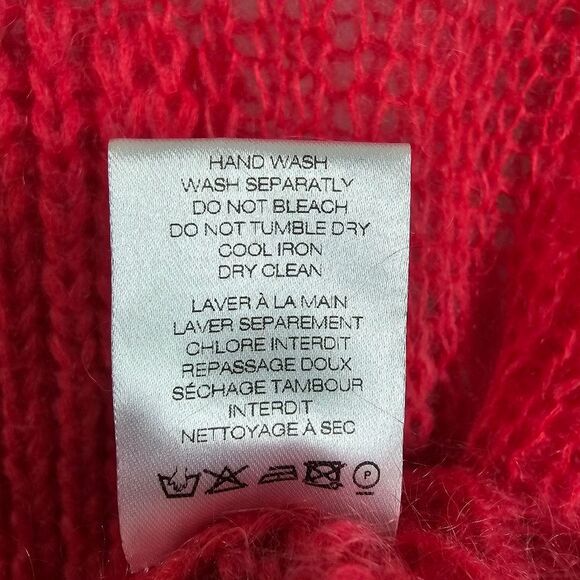 HAND WASH
WASH SEPARATLY
DO NOT BLEACH
DO NOT TUMBLE DRY
COOL IRON
DRY CLEAN
LAVER À LA MAIN
LAVER SEPAREMENT
CHLORE INTERDIT
REPASSAGE DOUX
SÉCHAGE TAMBOUR
INTERDIT
NETTOYAGE À SEC
P